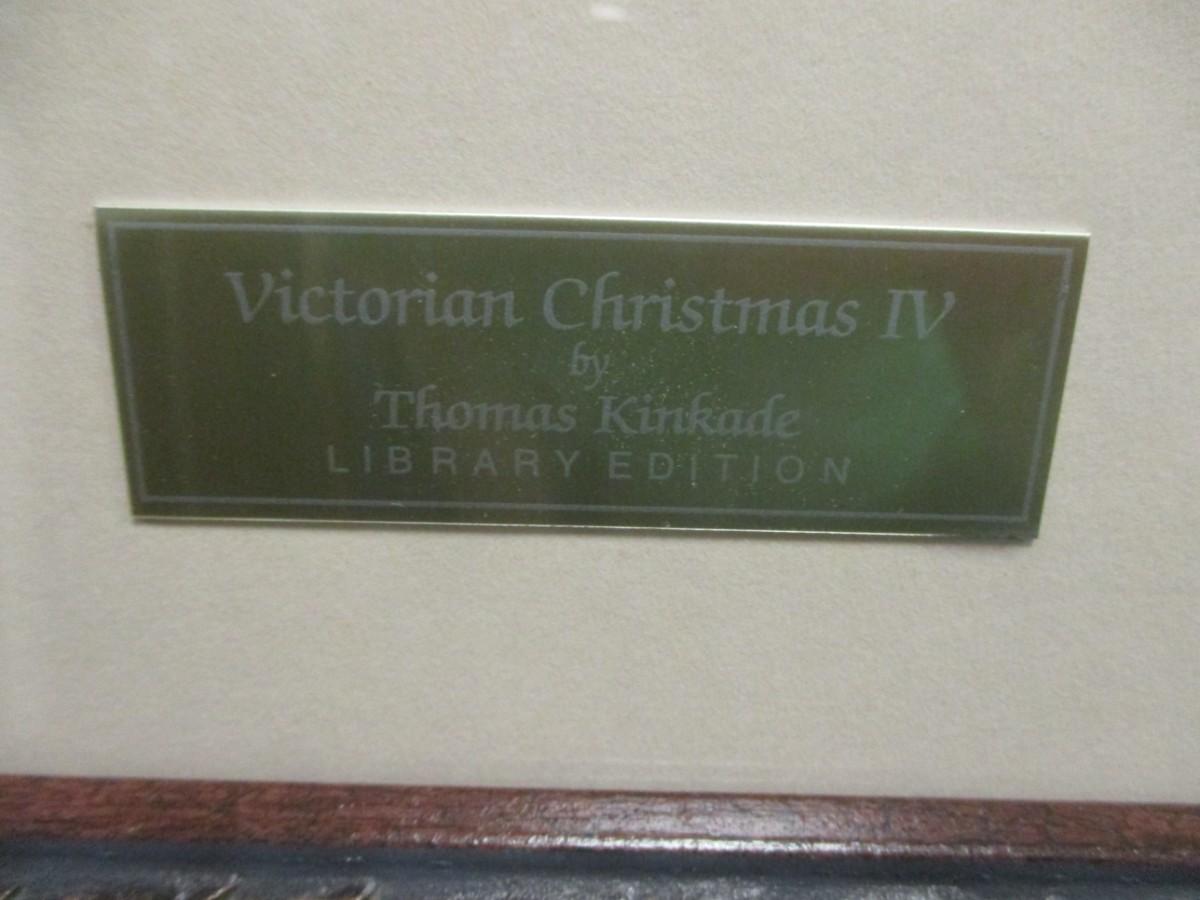 Victorian Christmas IV
by
Thomas Kinkade
LIBRARY EDITION